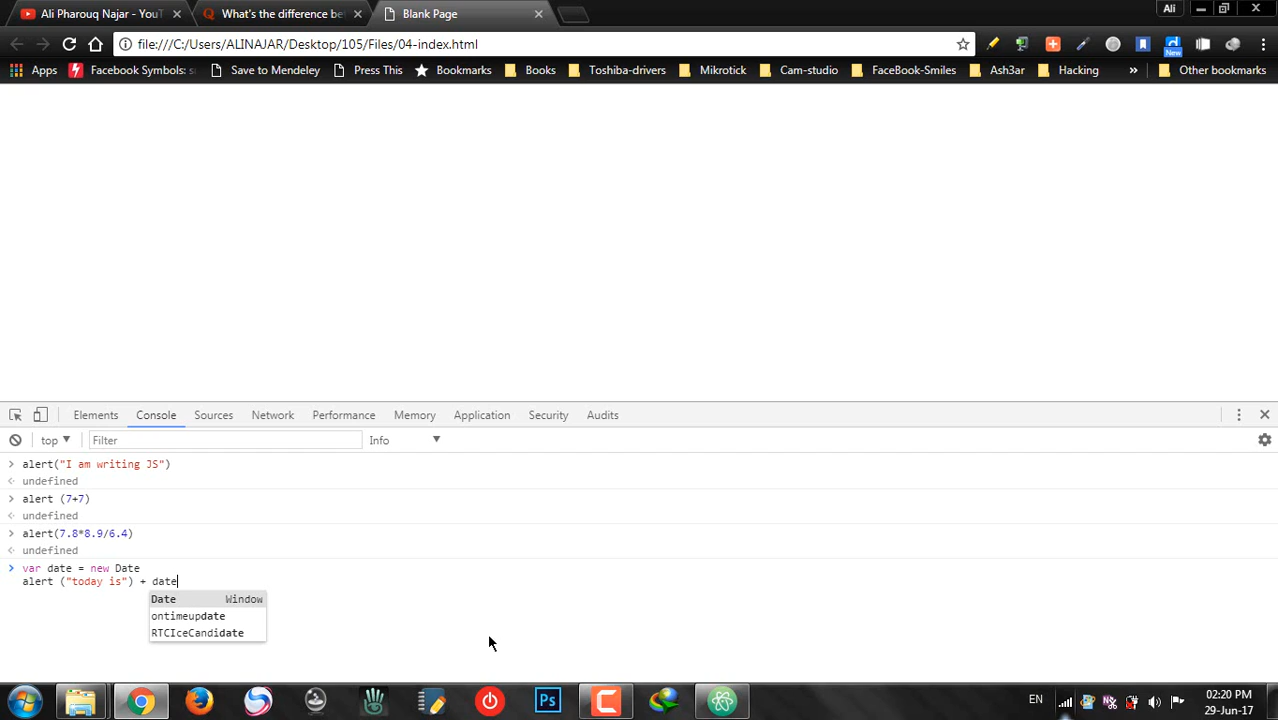 Ali Pharouq Najar - YouT
What's the difference be
Blank Page
Ali
file:///C:/Users/ALINAJAR/Desktop/105/Files/04-index.html
New
Apps
Facebook Symbols: s
Save to Mendeley
Press This
Bookmarks
Books
Toshiba-drivers
Mikrotick
Cam-studio
FaceBook-Smiles
Ash3ar
Hacking
»
Other bookmarks
Elements
Console
Sources
Network
Performance
Memory
Application
Security
Audits
top
Filter
Info
> alert("I am writing JS")
undefined
> alert (7+7)
undefined
> alert(7.8*8.9/6.4)
undefined
> var date = new Date
alert ("today is") + date
Date Window
ontimeupdate
RTCIceCandidate
Ps
EN
02:20 PM
29-Jun-17